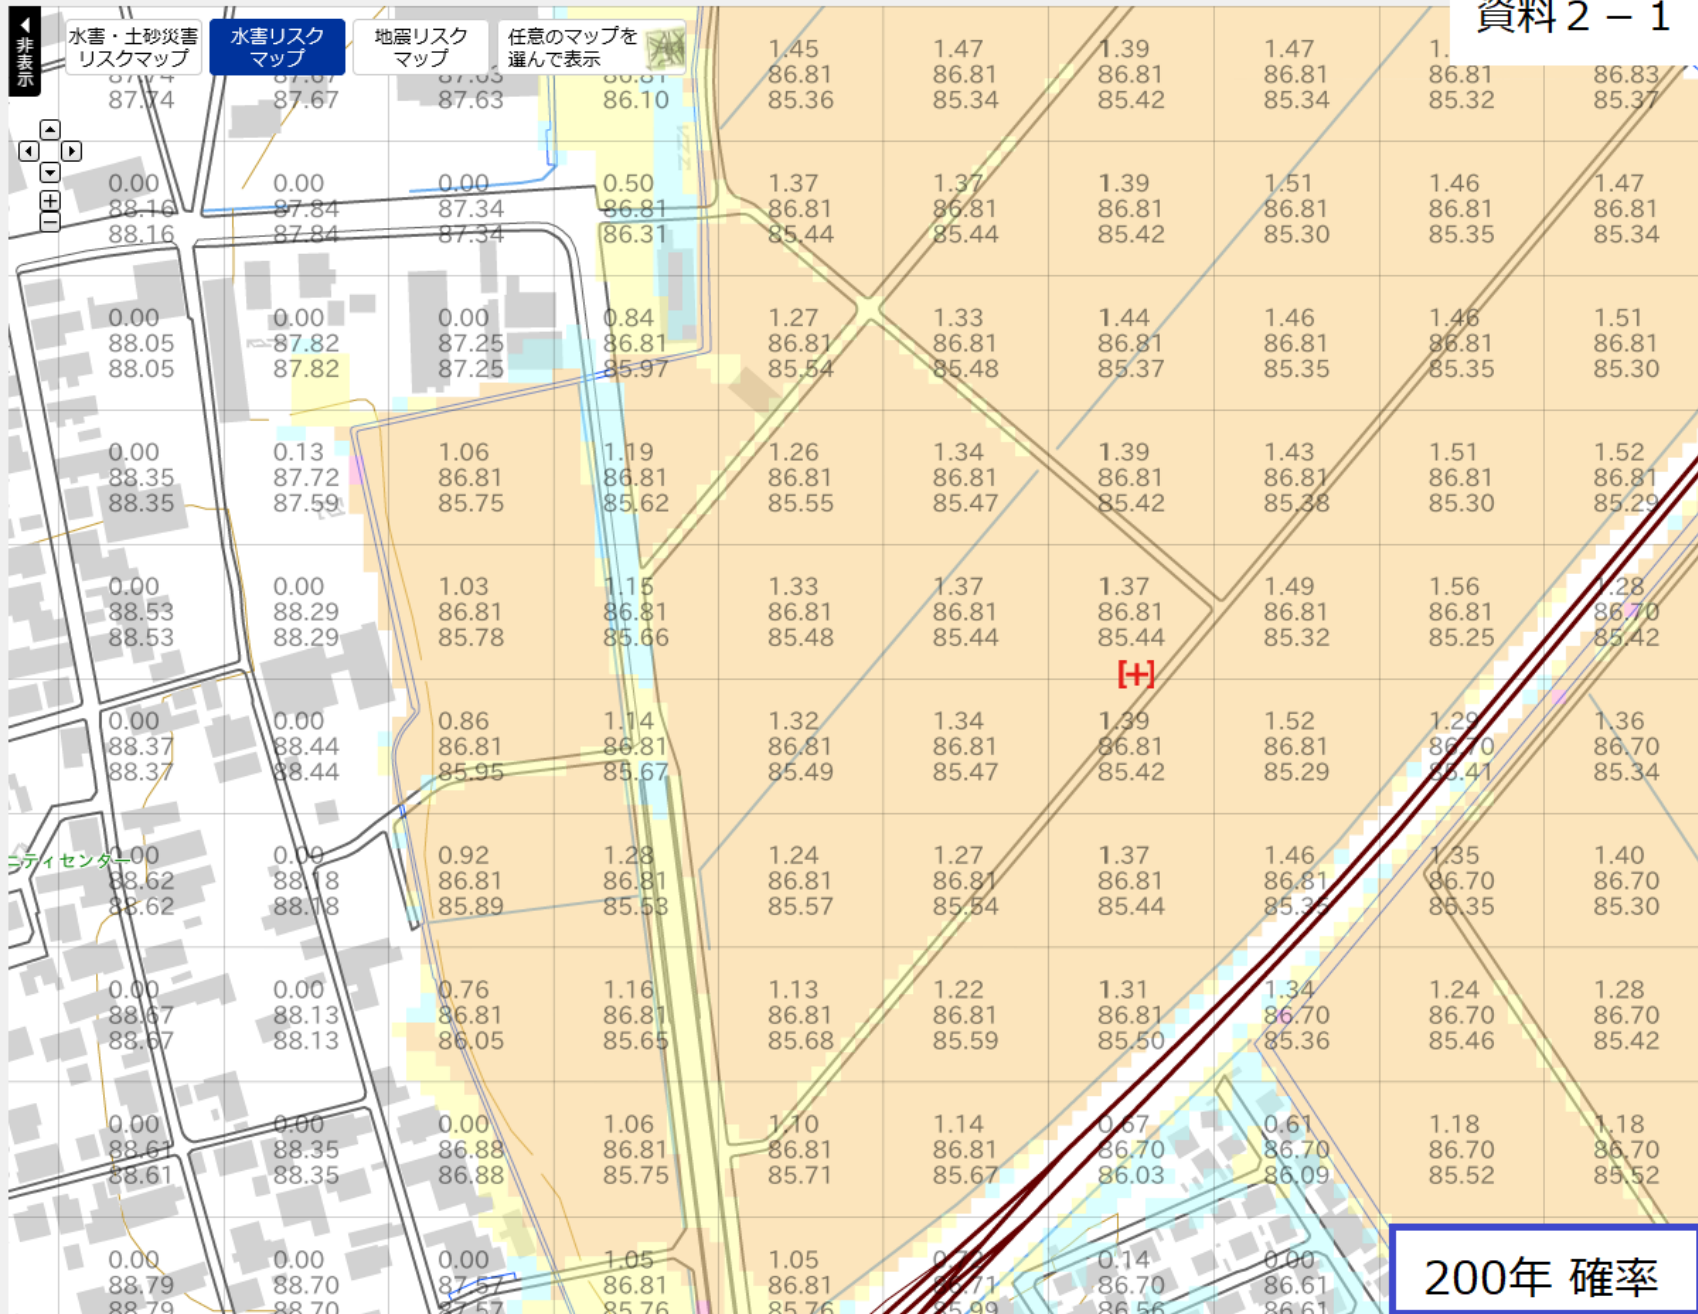 資料２－１
非表示
水害・土砂災害
リスクマップ
水害リスク
マップ
地震リスク
マップ
任意のマップを
選んで表示
1.45 1.47 1.39 1.47
86.81 86.81 86.81 86.81 86.81 86.83
87.74 87.67 87.63 86.10 85.36 85.34 85.42 85.34 85.32 85.37
0.00 0.00 0.00 0.50 1.37 1.37 1.39 1.51 1.46 1.47
88.16 87.84 87.34 86.81 86.81 86.81 86.81 86.81 86.81 86.81
88.16 87.84 87.34 86.31 85.44 85.44 85.42 85.30 85.35 85.34
0.00 0.00 0.00 0.84 1.27 1.33 1.44 1.46 1.46 1.51
88.05 87.82 87.25 86.81 86.81 86.81 86.81 86.81 86.81 86.81
88.05 87.82 87.25 85.97 85.54 85.48 85.37 85.35 85.35 85.30
0.00 0.13 1.06 1.19 1.26 1.34 1.39 1.43 1.51 1.52
88.35 87.72 86.81 86.81 86.81 86.81 86.81 86.81 86.81 86.81
88.35 87.59 85.75 85.62 85.55 85.47 85.42 85.38 85.30 85.29
0.00 0.00 1.03 1.15 1.33 1.37 1.37 1.49 1.56 1.28
88.53 88.29 86.81 86.81 86.81 86.81 86.81 86.81 86.81 86.70
88.53 88.29 85.78 85.66 85.48 85.44 85.44 85.32 85.25 85.42
0.00 0.00 0.86 1.14 1.32 1.34 1.39 1.52 1.29 1.36
88.37 88.44 86.81 86.81 86.81 86.81 86.81 86.81 86.70 86.70
88.37 88.44 85.95 85.67 85.49 85.47 85.42 85.29 85.41 85.34
ニティセンター 0.00 0.92 1.28 1.24 1.27 1.37 1.46 1.35 1.40
88.62 88.18 86.81 86.81 86.81 86.81 86.81 86.81 86.70 86.70
88.62 88.18 85.89 85.53 85.57 85.54 85.44 85.35 85.35 85.30
0.00 0.00 0.76 1.16 1.13 1.22 1.31 1.34 1.24 1.28
88.67 88.13 86.81 86.81 86.81 86.81 86.81 86.70 86.70 86.70
88.67 88.13 86.05 85.65 85.68 85.59 85.50 85.36 85.46 85.42
0.00 0.00 0.00 1.06 1.10 1.14 0.67 0.61 1.18 1.18
88.61 88.35 86.88 86.81 86.81 86.81 86.70 86.70 86.70 86.70
88.61 88.35 86.88 85.75 85.71 85.67 86.03 86.09 85.52 85.52
0.00 0.00 0.00 1.05 1.05 0.14 0.00
88.79 88.70 87.57 86.81 86.81 86.70 86.61
88.79 88.70 87.57 85.76 85.76 85.99 86.56 86.61
200年 確率